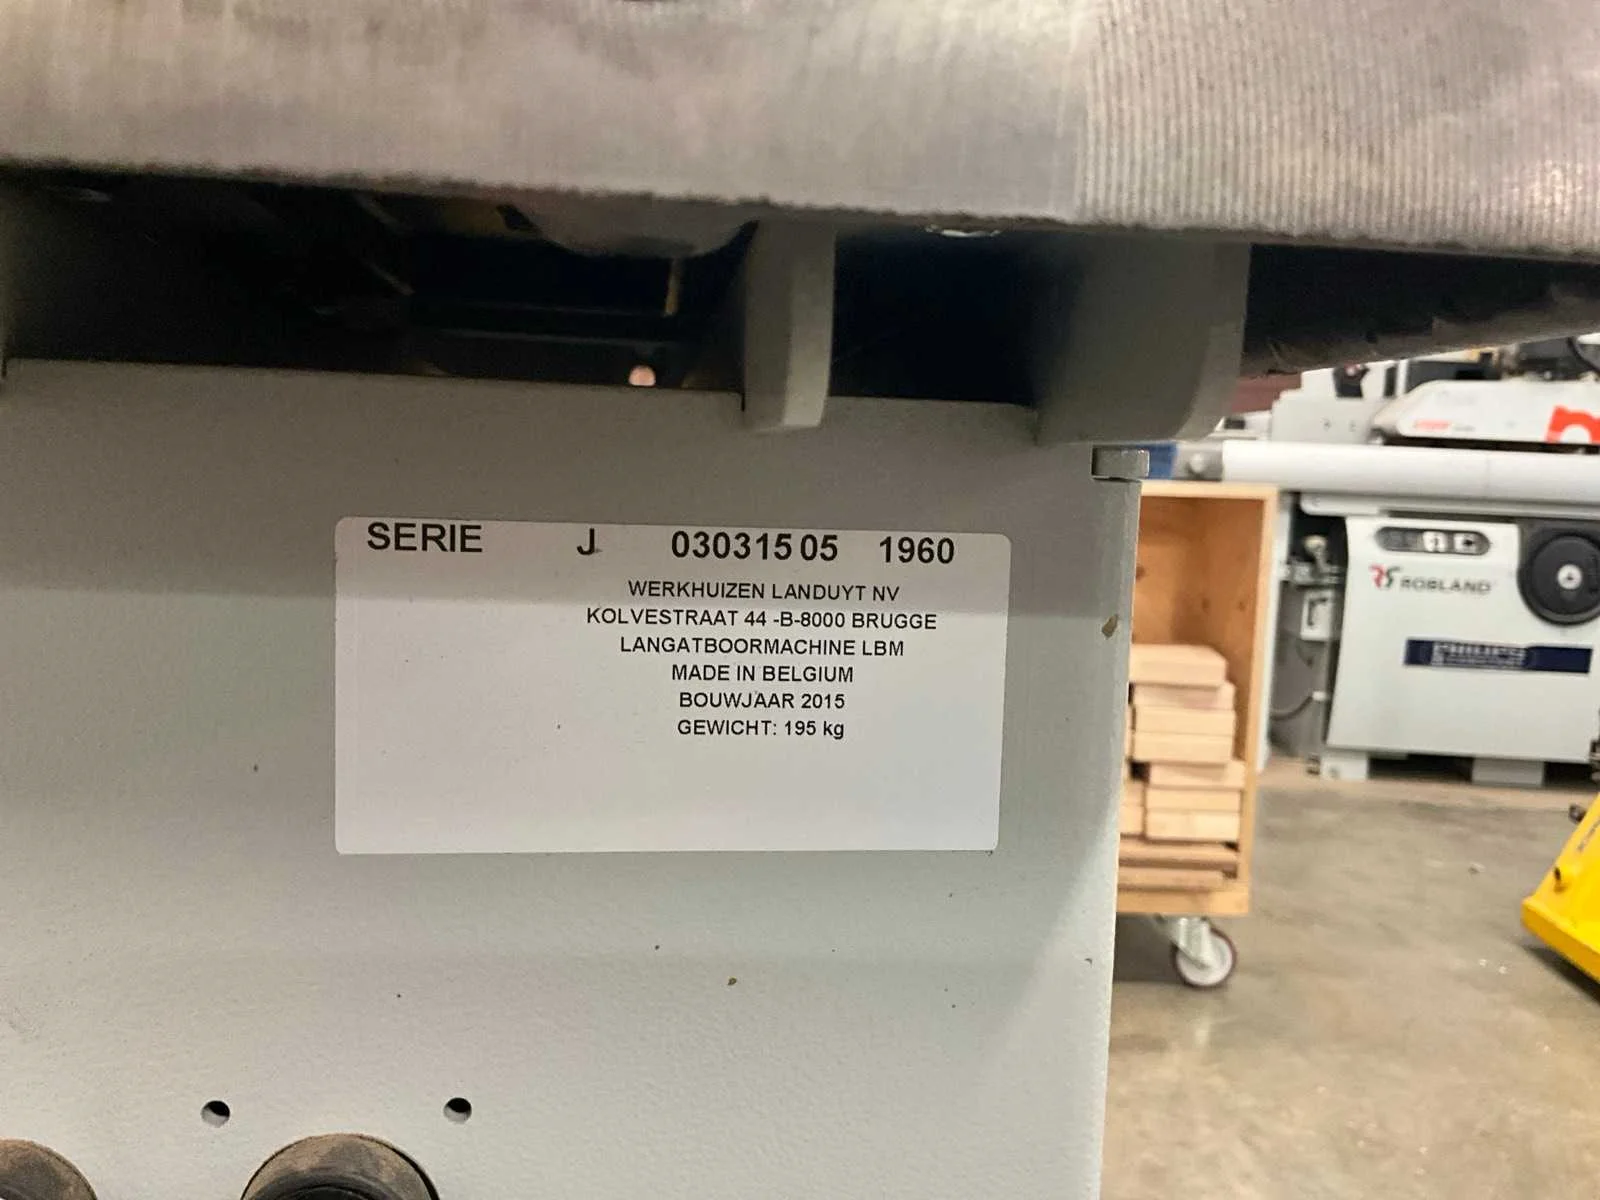 SERIE J 03031505 1960
WERKHUIZEN LANDUYT NV
KOLVESTRAAT 44 -B-8000 BRUGGE
LANGATBOORMACHINE LBM
MADE IN BELGIUM
BOUWJAAR 2015
GEWICHT: 195 kg
ROBLAND